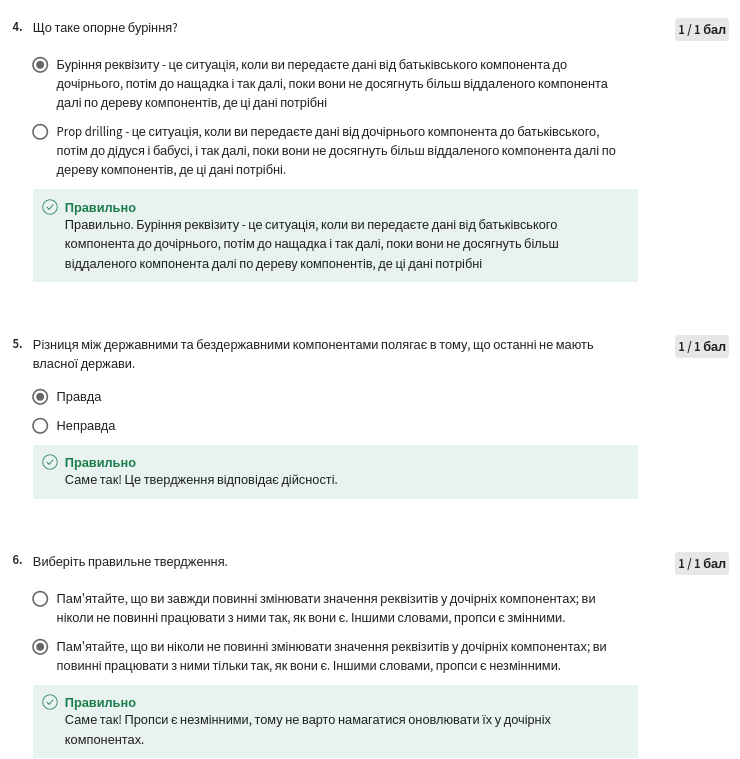 4. Що таке опорне буріння?
1 / 1 бал
Буріння реквізиту - це ситуація, коли ви передаєте дані від батьківського компонента до
дочірнього, потім до нащадка і так далі, поки вони не досягнуть більш віддаленого компонента
далі по дереву компонентів, де ці дані потрібні
Prop drilling - це ситуація, коли ви передаєте дані від дочірнього компонента до батьківського,
потім до дідуся і бабусі, і так далі, поки вони не досягнуть більш віддаленого компонента далі по
дереву компонентів, де ці дані потрібні.
Правильно
Правильно. Буріння реквізиту - це ситуація, коли ви передаєте дані від батьківського
компонента до дочірнього, потім до нащадка і так далі, поки вони не досягнуть більш
віддаленого компонента далі по дереву компонентів, де ці дані потрібні
5. Різниця між державними та бездержавними компонентами полягає в тому, що останні не мають
власної держави.
1 / 1 бал
Правда
Неправда
Правильно
Саме так! Це твердження відповідає дійсності.
6. Виберіть правильне твердження.
1 / 1 бал
Пам'ятайте, що ви завжди повинні змінювати значення реквізитів у дочірніх компонентах; ви
ніколи не повинні працювати з ними так, як вони є. Іншими словами, пропси є змінними.
Пам'ятайте, що ви ніколи не повинні змінювати значення реквізитів у дочірніх компонентах; ви
повинні працювати з ними тільки так, як вони є. Іншими словами, пропси є незмінними.
Правильно
Саме так! Пропси є незмінними, тому не варто намагатися оновлювати їх у дочірніх
компонентах.